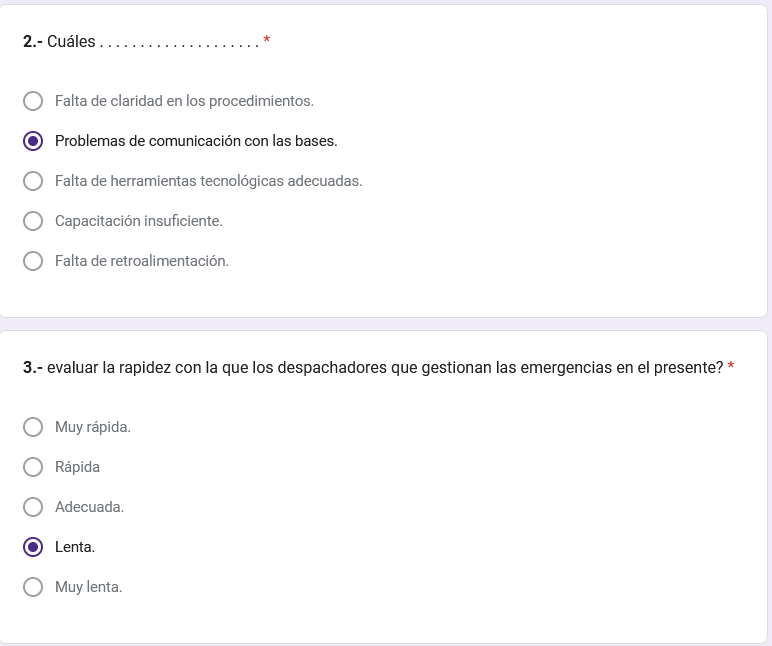 2.- Cuáles . . . . . . . . . . . . . . . . . . . . *
Falta de claridad en los procedimientos.
Problemas de comunicación con las bases.
Falta de herramientas tecnológicas adecuadas.
Capacitación insuficiente.
Falta de retroalimentación.
3.- evaluar la rapidez con la que los despachadores que gestionan las emergencias en el presente? *
Muy rápida.
Rápida
Adecuada.
Lenta.
Muy lenta.